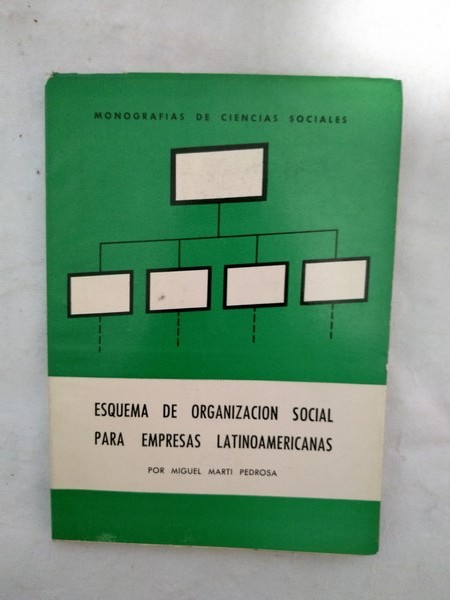 MONOGRAFIAS DE CIENCIAS SOCIALES
ESQUEMA DE ORGANIZACION SOCIAL
PARA EMPRESAS LATINOAMERICANAS
POR MIGUEL MARTI PEDROSA